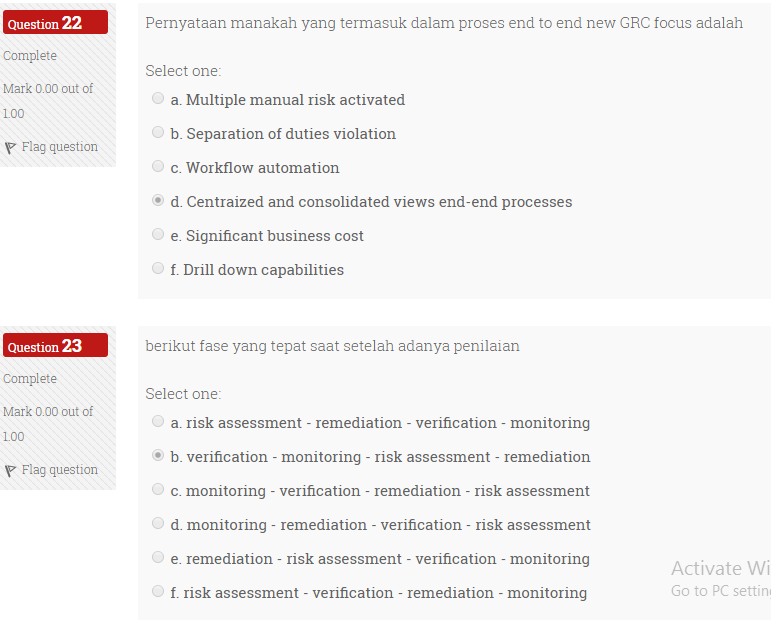 Question 22
Complete
Mark 0.00 out of
1.00
Flag question
Pernyataan manakah yang termasuk dalam proses end to end new GRC focus adalah
Select one:
a. Multiple manual risk activated
b. Separation of duties violation
c. Workflow automation
d. Centraized and consolidated views end-end processes
e. Significant business cost
f. Drill down capabilities
Question 23
Complete
Mark 0.00 out of
1.00
Flag question
berikut fase yang tepat saat setelah adanya penilaian
Select one:
a. risk assessment - remediation - verification - monitoring
b. verification - monitoring - risk assessment - remediation
c. monitoring - verification - remediation - risk assessment
d. monitoring - remediation - verification - risk assessment
e. remediation - risk assessment - verification - monitoring
f. risk assessment - verification - remediation - monitoring
Activate Wi
Go to PC setting